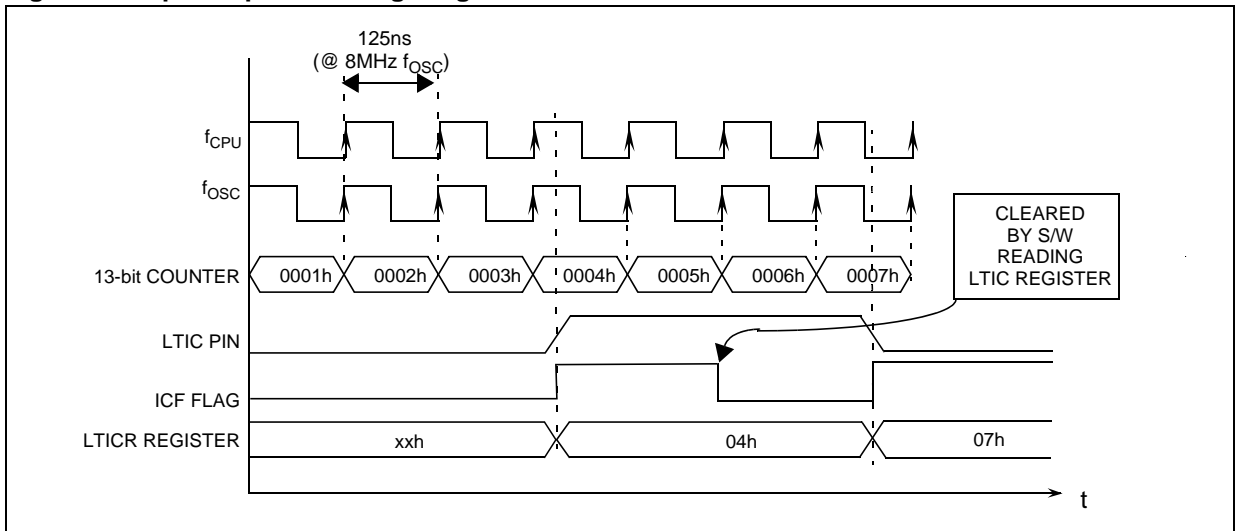 125ns
(@ 8MHz fOSC)
fCPU
fOSC
CLEARED
BY S/W
READING
LTIC REGISTER
13-bit COUNTER
0001h 0002h 0003h 0004h 0005h 0006h 0007h
LTIC PIN
ICF FLAG
LTICR REGISTER
xxh 04h 07h
t